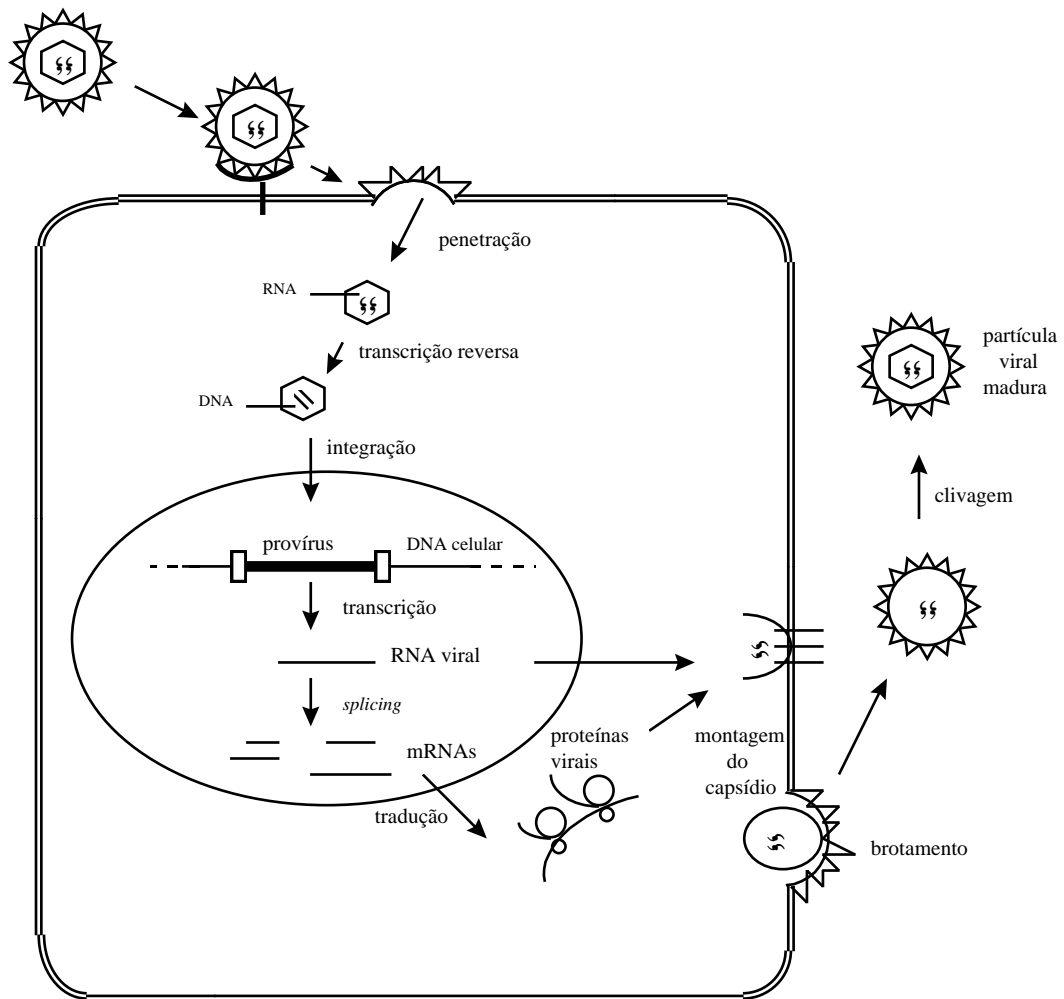 penetração
RNA
transcrição reversa
DNA
integração
provírus
DNA celular
transcrição
RNA viral
splicing
mRNAs
tradução
proteínas
virais
montagem
do
capsídio
brotamento
clivagem
partícula
viral
madura